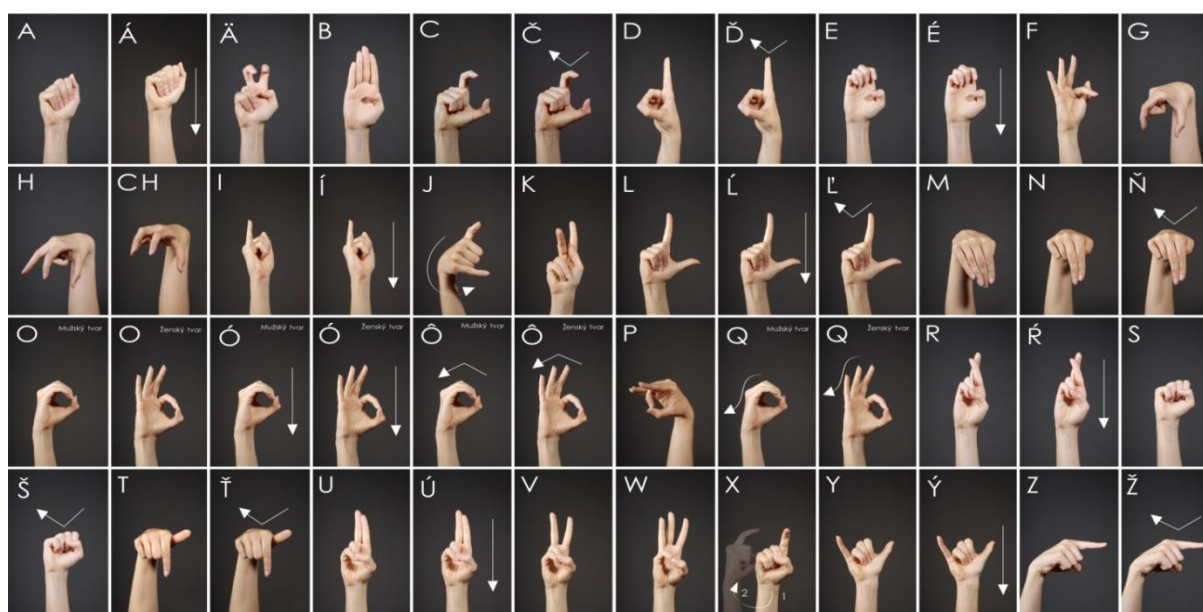 A Á Ä B C Č D Ď E É F G
H CH I Í J K L Ĺ Ľ M N Ň
O Mužský tvar O Ženský tvar Ó Mužský tvar Ó Ženský tvar Ô Mužský tvar Ô Ženský tvar P Q Mužský tvar Q Ženský tvar R Ŕ S
Š T Ť U Ú V W X 2 1 Y Ý Z Ž